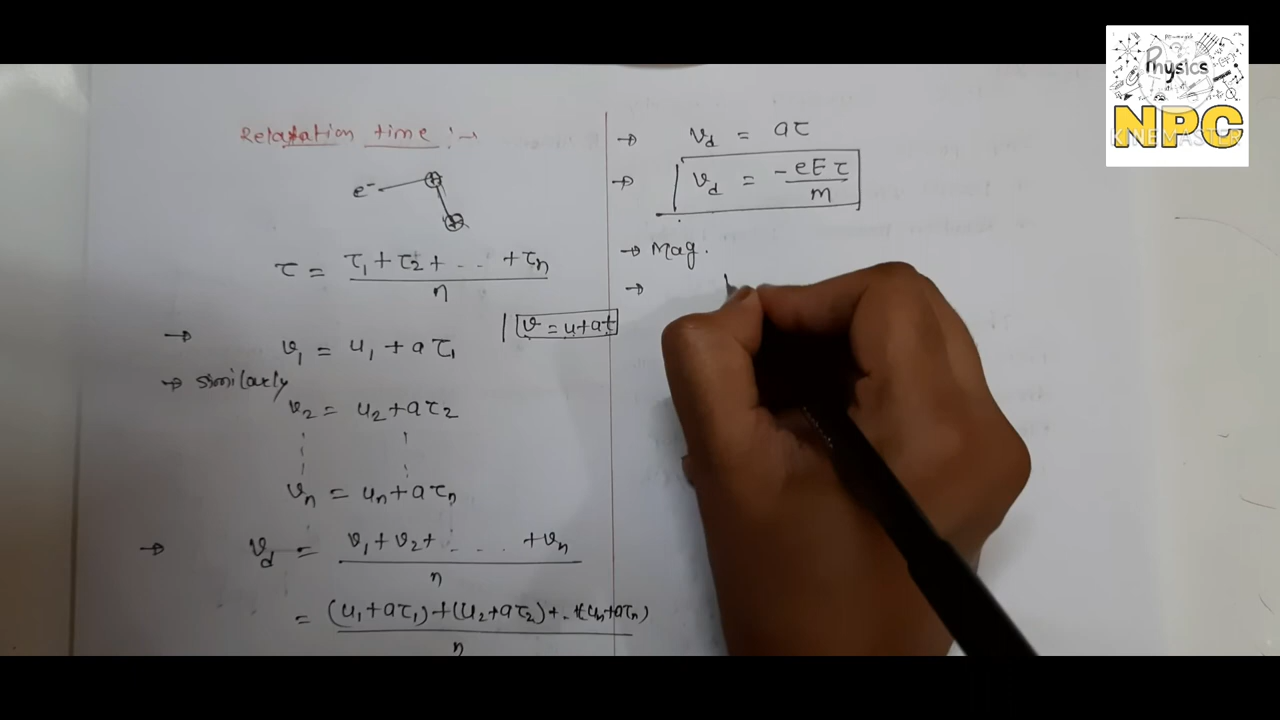 Relaxation time :→
e⁻ ⊕
⊕
τ = (τ₁ + τ₂ + . . . + τₙ) / n
| v = u + at
→ v₁ = u₁ + aτ₁
→ similarly
v₂ = u₂ + aτ₂
vₙ = uₙ + aτₙ
→ v_d = (v₁ + v₂ + . . . + vₙ) / n
= ((u₁ + aτ₁) + (u₂ + aτ₂) + . . + (uₙ + aτₙ)) / n
→ v_d = aτ
→ v_d = - eEτ / m
→ Mag.
→
Physics
NPC
KINEMASTER